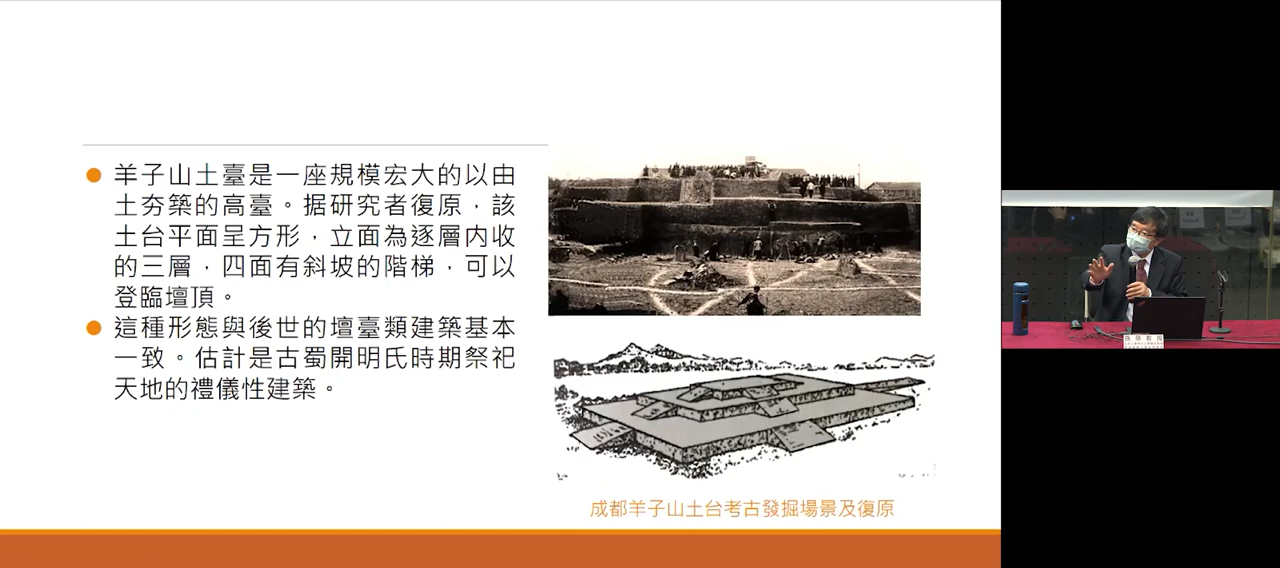 羊子山土臺是一座規模宏大的以由
土夯築的高臺。据研究者復原，該
土台平面呈方形，立面為逐層内收
的三層，四面有斜坡的階梯，可以
登臨壇頂。
這種形態與後世的壇臺類建築基本
一致。估計是古蜀開明氏時期祭祀
天地的禮儀性建築。
成都羊子山土台考古發掘場景及復原